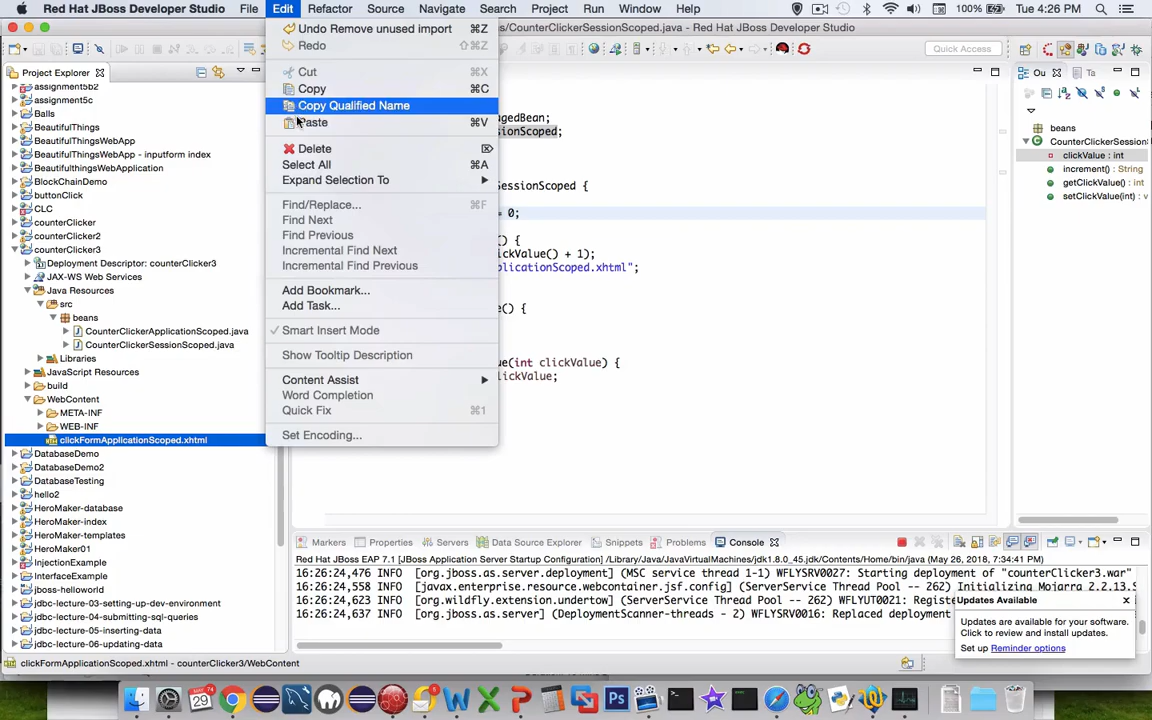 Red Hat JBoss Developer Studio File Edit Refactor Source Navigate Search Project Run Window Help 100% Tue 4:26 PM
s/CounterClickerSessionScoped.java - Red Hat JBoss Developer Studio
Quick Access
Project Explorer
assignment5b2
assignment5c
Balls
BeautifulThings
BeautifulThingsWebApp
BeautifulThingsWebApp - inputform index
BeautifulthingsWebApplication
BlockChainDemo
buttonClick
CLC
counterClicker
counterClicker2
counterClicker3
Deployment Descriptor: counterClicker3
JAX-WS Web Services
Java Resources
src
beans
CounterClickerApplicationScoped.java
CounterClickerSessionScoped.java
Libraries
JavaScript Resources
build
WebContent
META-INF
WEB-INF
clickFormApplicationScoped.xhtml
DatabaseDemo
DatabaseDemo2
DatabaseTesting
hello2
HeroMaker-database
HeroMaker-index
HeroMaker-templates
HeroMaker01
InjectionExample
InterfaceExample
jboss-helloworld
jdbc-lecture-03-setting-up-dev-environment
jdbc-lecture-04-submitting-sql-queries
jdbc-lecture-05-inserting-data
jdbc-lecture-06-updating-data
Undo Remove unused import ⌘Z
Redo ⇧⌘Z
Cut ⌘X
Copy ⌘C
Copy Qualified Name
Paste ⌘V
Delete ⌦
Select All ⌘A
Expand Selection To
Find/Replace... ⌘F
Find Next
Find Previous
Incremental Find Next
Incremental Find Previous
Add Bookmark...
Add Task...
✓ Smart Insert Mode
Show Tooltip Description
Content Assist
Word Completion
Quick Fix ⌘1
Set Encoding...
agedBean;
sionScoped;
SessionScoped {
= 0;
() {
ickValue() + 1);
plicationScoped.xhtml";
e() {
ue(int clickValue) {
lickValue;
Ou Ta
beans
CounterClickerSession
clickValue : int
increment() : String
getClickValue() : int
setClickValue(int) : v
Markers Properties Servers Data Source Explorer Snippets Problems Console
Red Hat JBoss EAP 7.1 [JBoss Application Server Startup Configuration] /Library/Java/JavaVirtualMachines/jdk1.8.0_45.jdk/Contents/Home/bin/java (May 26, 2018, 7:34:41 PM)
16:26:24,476 INFO [org.jboss.as.server.deployment] (MSC service thread 1-1) WFLYSRV0027: Starting deployment of "counterClicker3.war"
16:26:24,558 INFO [javax.enterprise.resource.webcontainer.jsf.config] (ServerService Thread Pool -- 262) Initializing Mojarra 2.2.13.S
16:26:24,623 INFO [org.wildfly.extension.undertow] (ServerService Thread Pool -- 262) WFLYUT0021: Registe
16:26:24,637 INFO [org.jboss.as.server] (DeploymentScanner-threads - 2) WFLYSRV0016: Replaced deployment
Updates Available
Updates are available for your software.
Click to review and install updates.
Set up Reminder options
clickFormApplicationScoped.xhtml - counterClicker3/WebContent